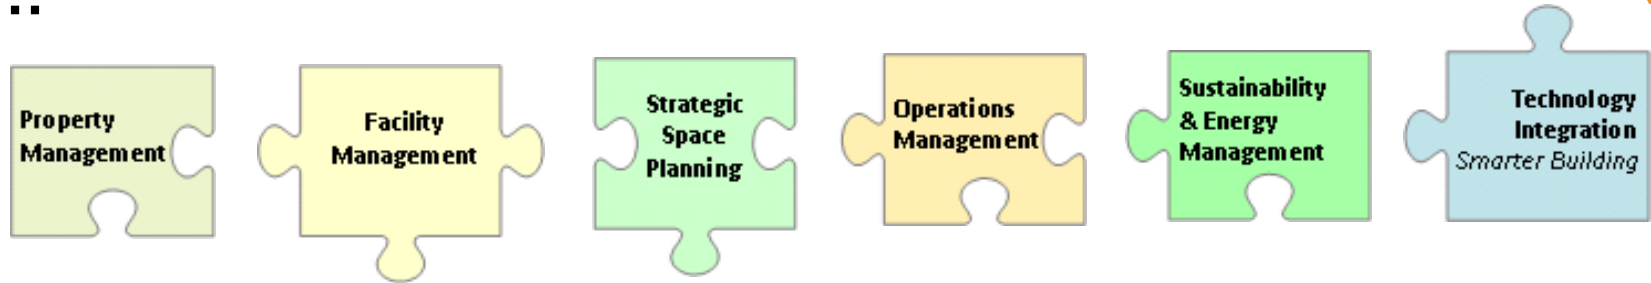 Property
Management
Facility
Management
Strategic
Space
Planning
Operations
Management
Sustainability
& Energy
Management
Technology
Integration
Smarter Building